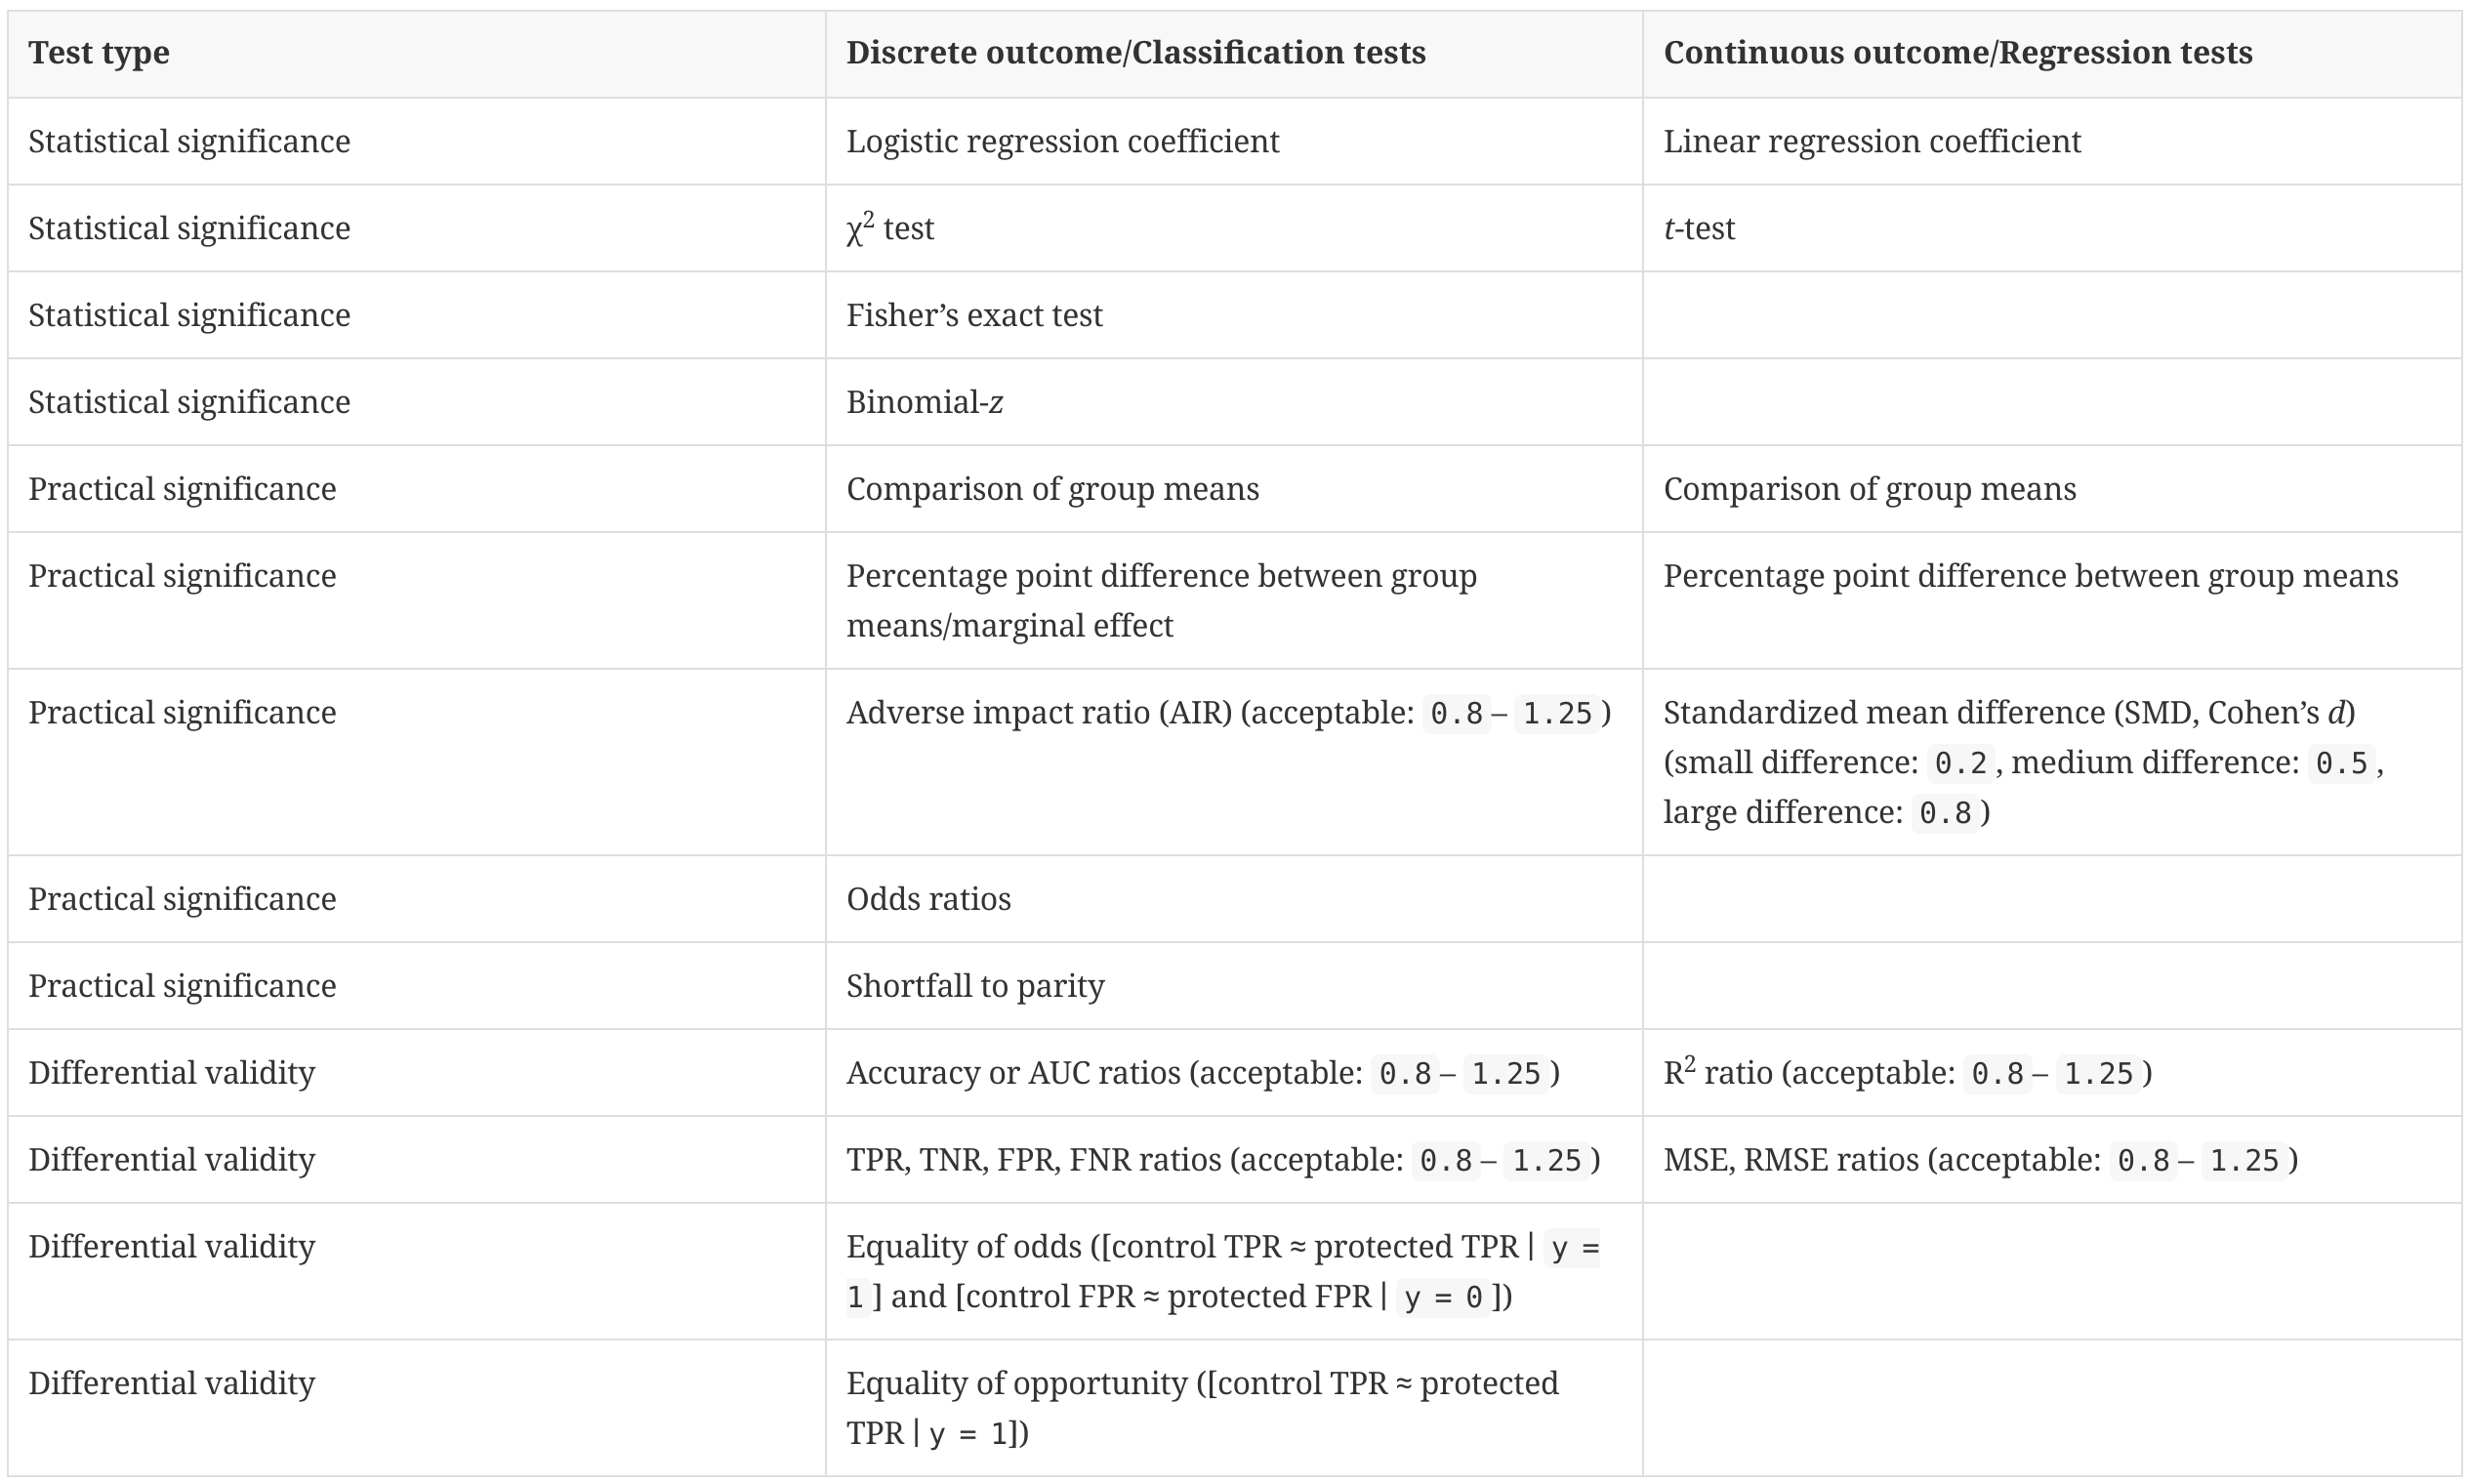 Test type
Discrete outcome/Classification tests
Continuous outcome/Regression tests
Statistical significance
Logistic regression coefficient
Linear regression coefficient
Statistical significance
χ² test
t-test
Statistical significance
Fisher’s exact test
Statistical significance
Binomial-z
Practical significance
Comparison of group means
Comparison of group means
Practical significance
Percentage point difference between group
means/marginal effect
Percentage point difference between group means
Practical significance
Adverse impact ratio (AIR) (acceptable: 0.8– 1.25)
Standardized mean difference (SMD, Cohen’s d)
(small difference: 0.2, medium difference: 0.5,
large difference: 0.8)
Practical significance
Odds ratios
Practical significance
Shortfall to parity
Differential validity
Accuracy or AUC ratios (acceptable: 0.8– 1.25)
R² ratio (acceptable: 0.8– 1.25)
Differential validity
TPR, TNR, FPR, FNR ratios (acceptable: 0.8– 1.25)
MSE, RMSE ratios (acceptable: 0.8– 1.25)
Differential validity
Equality of odds ([control TPR ≈ protected TPR | y =
1] and [control FPR ≈ protected FPR | y = 0])
Differential validity
Equality of opportunity ([control TPR ≈ protected
TPR | y = 1])